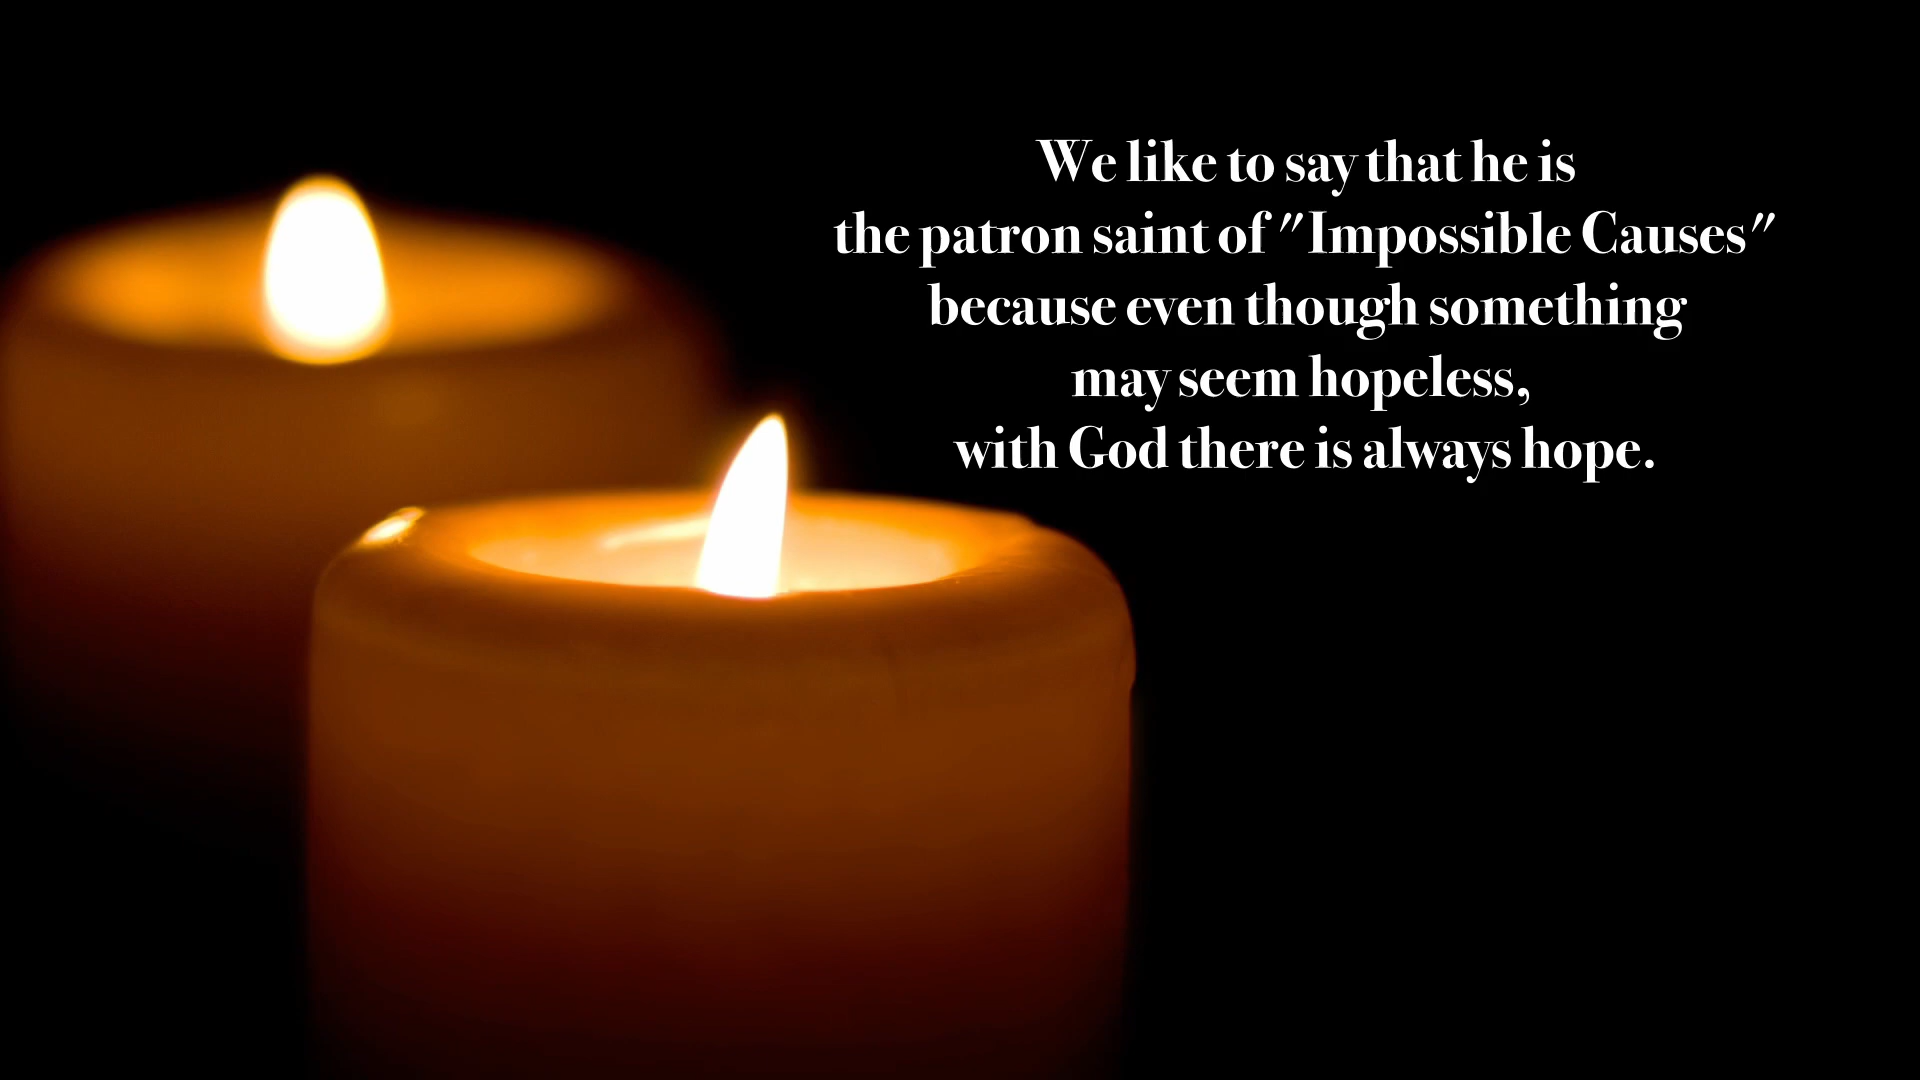 We like to say that he is
the patron saint of "Impossible Causes"
because even though something
may seem hopeless,
with God there is always hope.